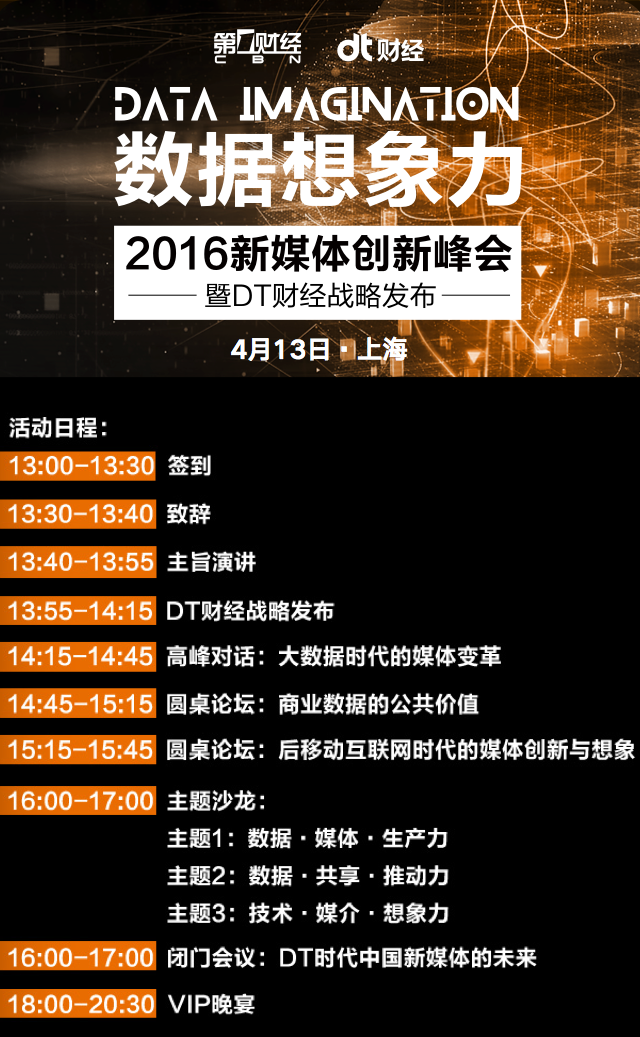 第一财经 dt财经
CBN
DATA IMAGINATION
数据想象力
2016新媒体创新峰会
暨DT财经战略发布
4月13日·上海
活动日程：
13:00-13:30 签到
13:30-13:40 致辞
13:40-13:55 主旨演讲
13:55-14:15 DT财经战略发布
14:15-14:45 高峰对话：大数据时代的媒体变革
14:45-15:15 圆桌论坛：商业数据的公共价值
15:15-15:45 圆桌论坛：后移动互联网时代的媒体创新与想象
16:00-17:00 主题沙龙：
主题1：数据·媒体·生产力
主题2：数据·共享·推动力
主题3：技术·媒介·想象力
16:00-17:00 闭门会议：DT时代中国新媒体的未来
18:00-20:30 VIP晚宴